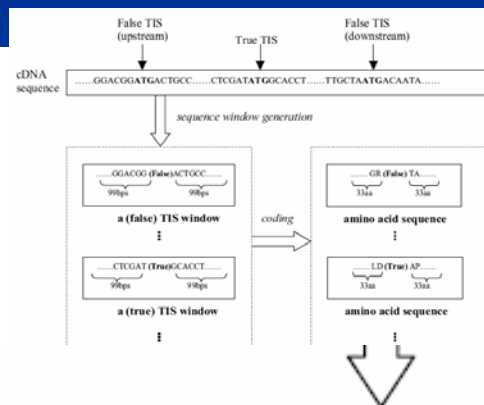 False TIS
(upstream)
True TIS
False TIS
(downstream)
cDNA
sequence
......GGACGGATGACTGCC ......CTCGATATGGCACCT ......TTGCTAATGACAATA......
sequence window generation
......GGACGG (False) ACTGCC......
99bps 99bps
a (false) TIS window
⋮
......CTCGAT (True) GCACCT......
99bps 99bps
a (true) TIS window
⋮
coding
...... GR (False) TA......
33aa 33aa
amino acid sequence
⋮
......LD (True) AP......
33aa 33aa
amino acid sequence
⋮